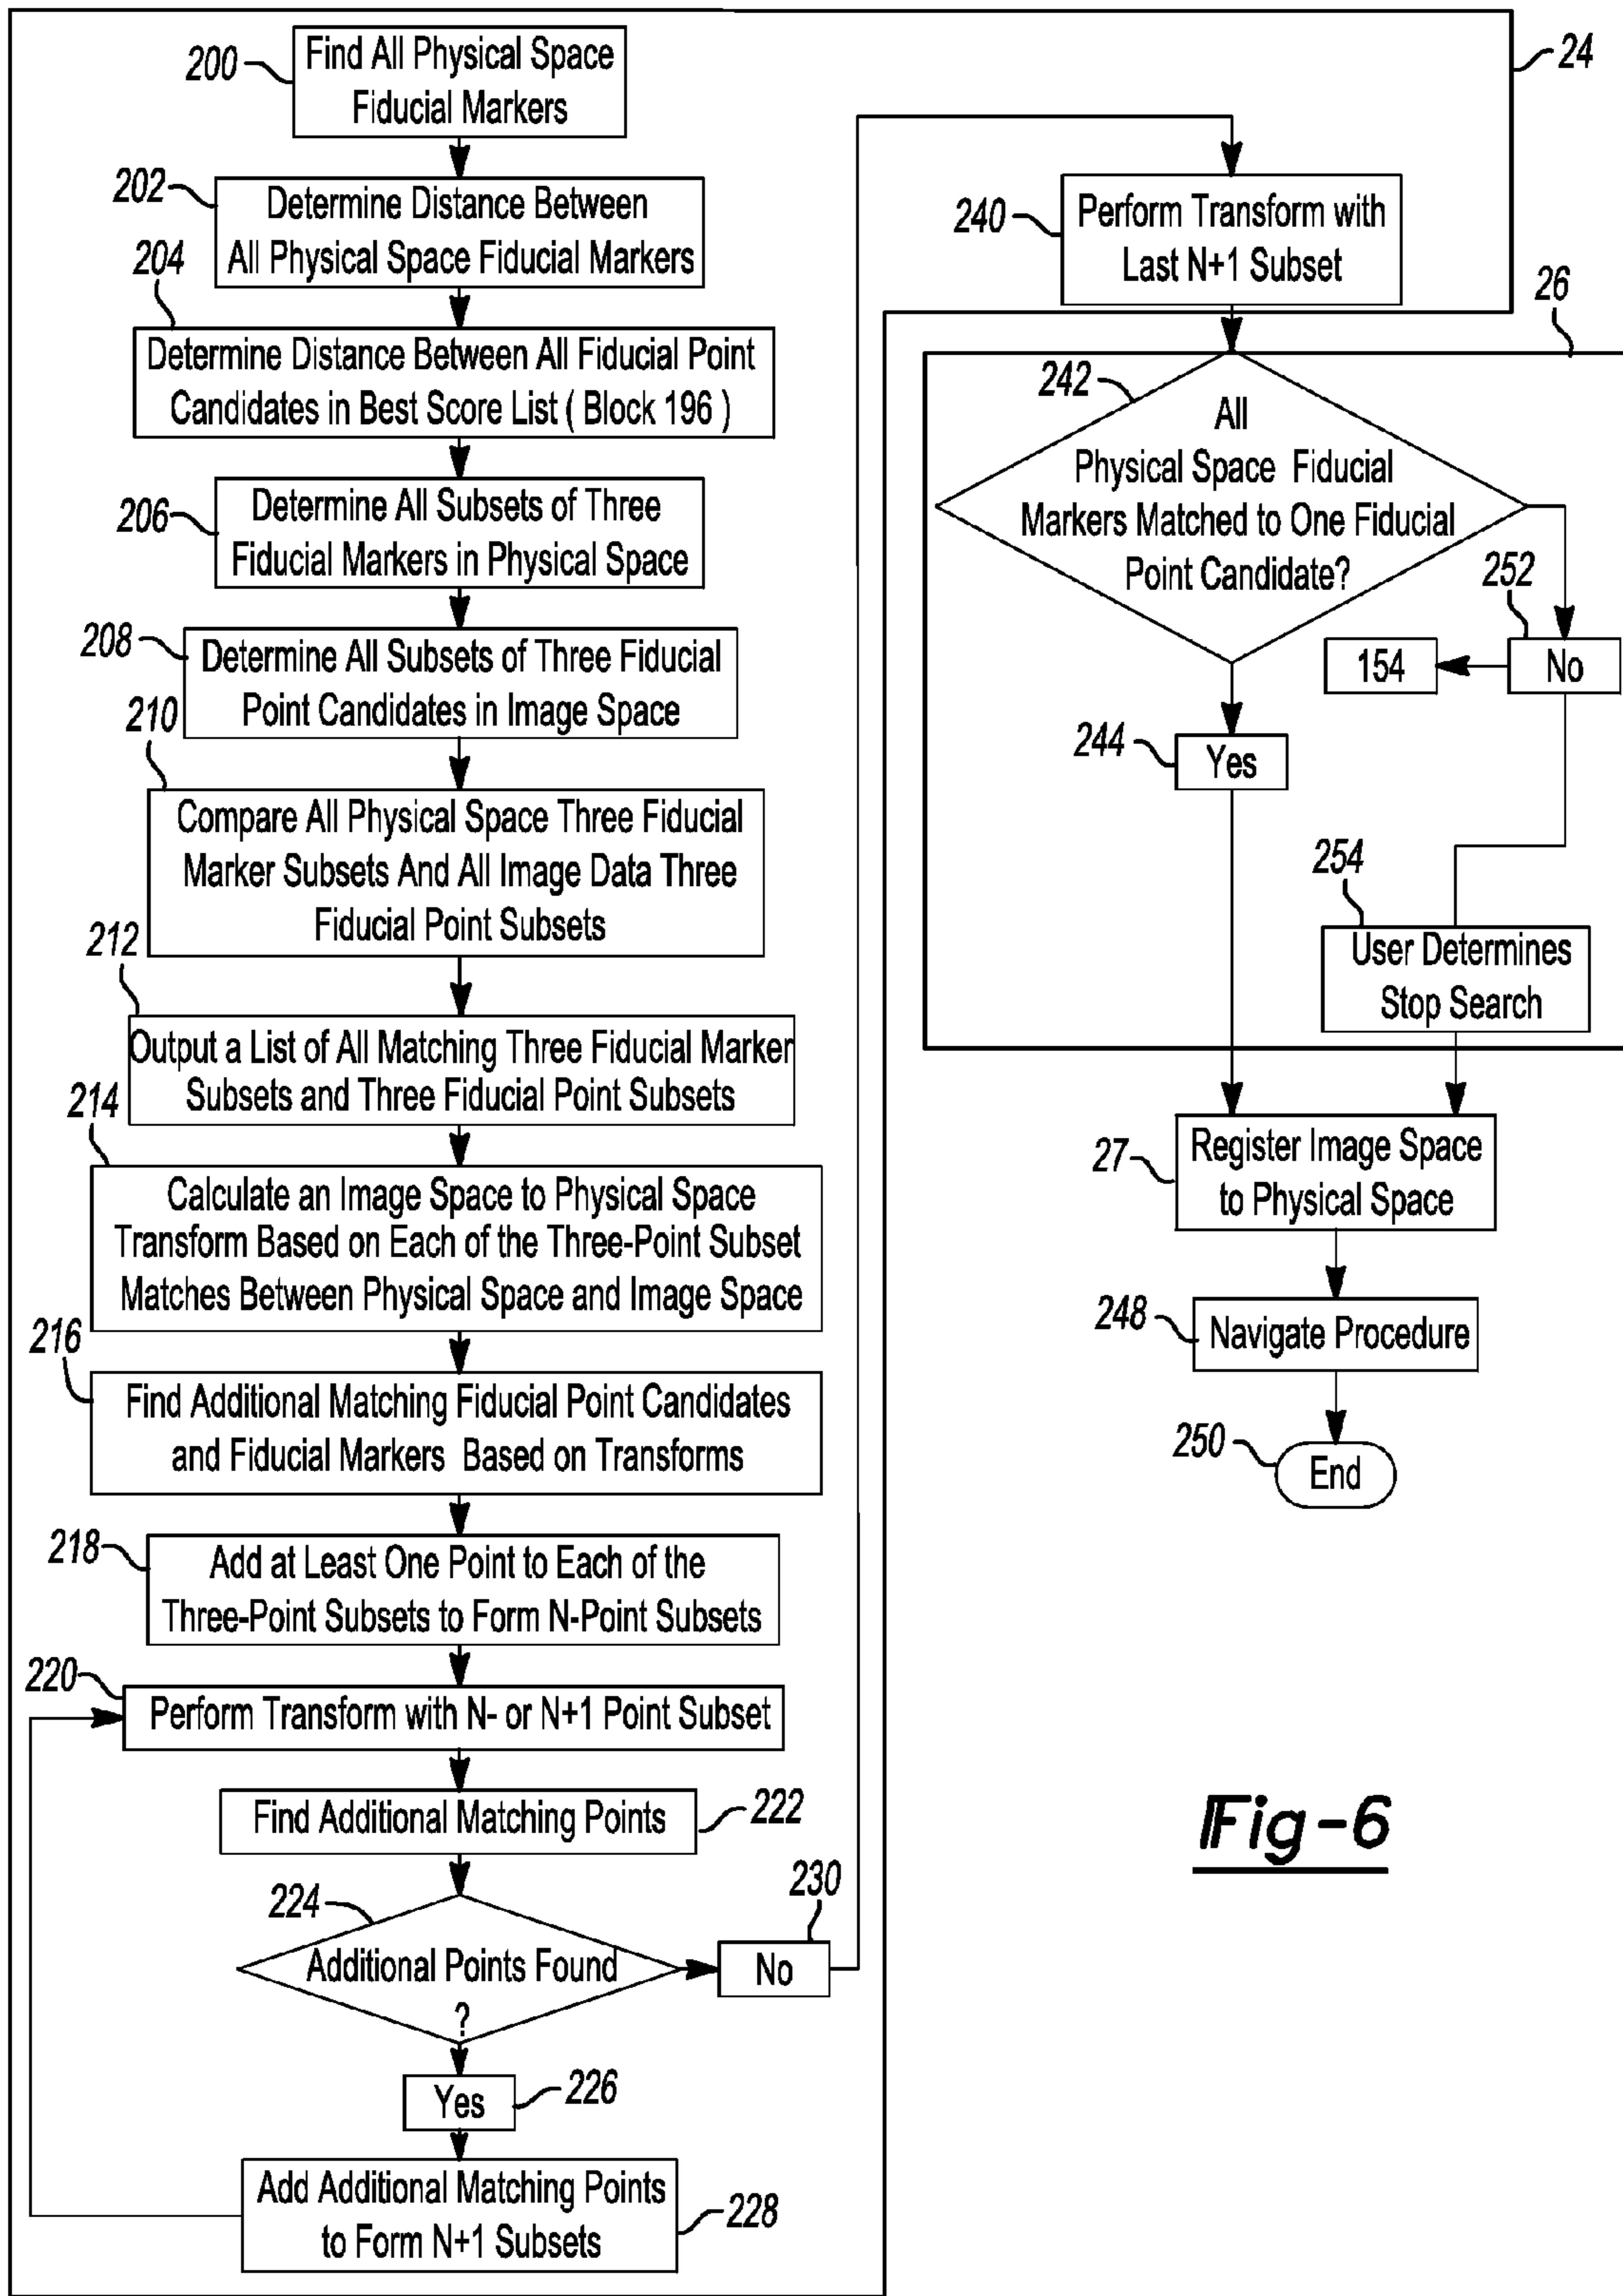 200
Find All Physical Space
Fiducial Markers
202
Determine Distance Between
All Physical Space Fiducial Markers
204
Determine Distance Between All Fiducial Point
Candidates in Best Score List ( Block 196 )
206
Determine All Subsets of Three
Fiducial Markers in Physical Space
208
Determine All Subsets of Three Fiducial
Point Candidates in Image Space
210
Compare All Physical Space Three Fiducial
Marker Subsets And All Image Data Three
Fiducial Point Subsets
212
Output a List of All Matching Three Fiducial Marker
Subsets and Three Fiducial Point Subsets
214
Calculate an Image Space to Physical Space
Transform Based on Each of the Three-Point Subset
Matches Between Physical Space and Image Space
216
Find Additional Matching Fiducial Point Candidates
and Fiducial Markers Based on Transforms
218
Add at Least One Point to Each of the
Three-Point Subsets to Form N-Point Subsets
220
Perform Transform with N- or N+1 Point Subset
Find Additional Matching Points
222
224
Additional Points Found
?
230
No
Yes
226
Add Additional Matching Points
to Form N+1 Subsets
228
24
240
Perform Transform with
Last N+1 Subset
26
242
All
Physical Space Fiducial
Markers Matched to One Fiducial
Point Candidate?
252
154
No
244
Yes
254
User Determines
Stop Search
27
Register Image Space
to Physical Space
248
Navigate Procedure
250
End
Fig-6